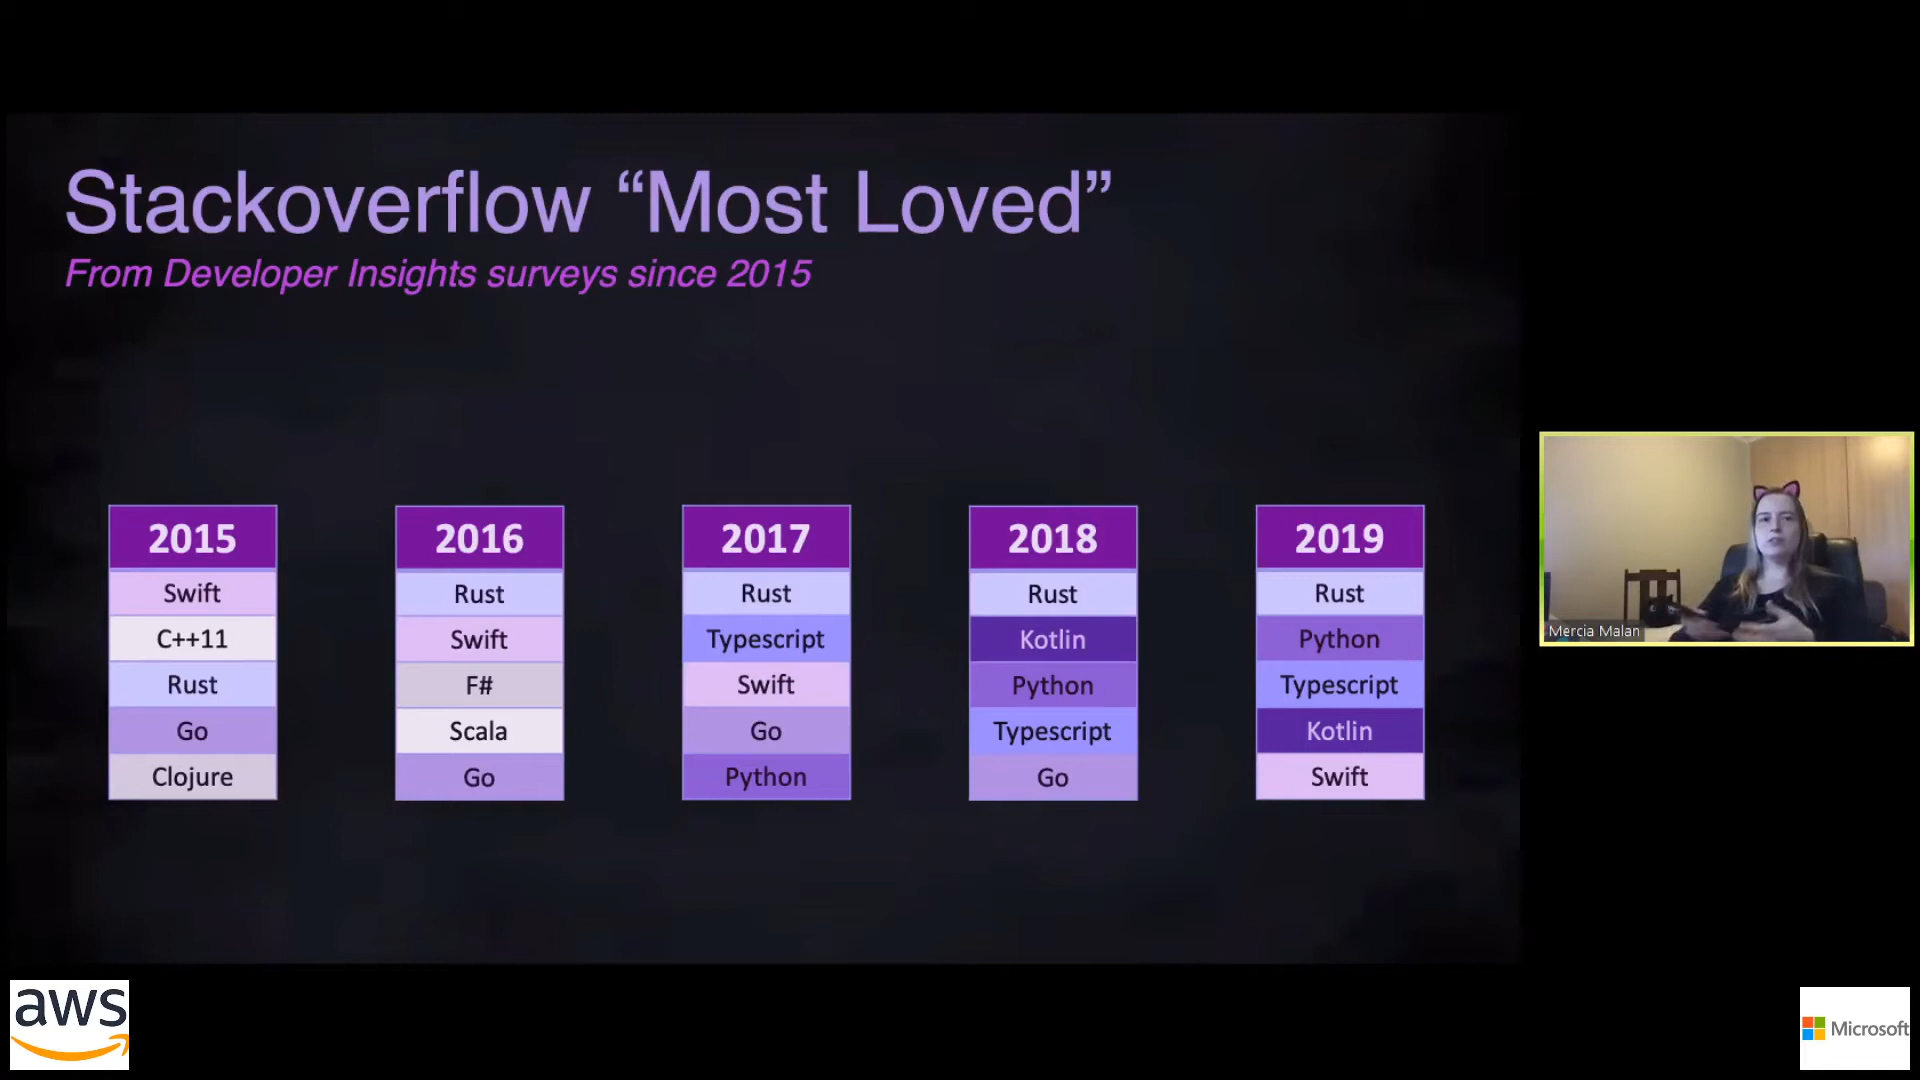 Stackoverflow “Most Loved”
From Developer Insights surveys since 2015
2015
Swift
C++11
Rust
Go
Clojure
2016
Rust
Swift
F#
Scala
Go
2017
Rust
Typescript
Swift
Go
Python
2018
Rust
Kotlin
Python
Typescript
Go
2019
Rust
Python
Typescript
Kotlin
Swift
Mercia Malan
aws
Microsoft